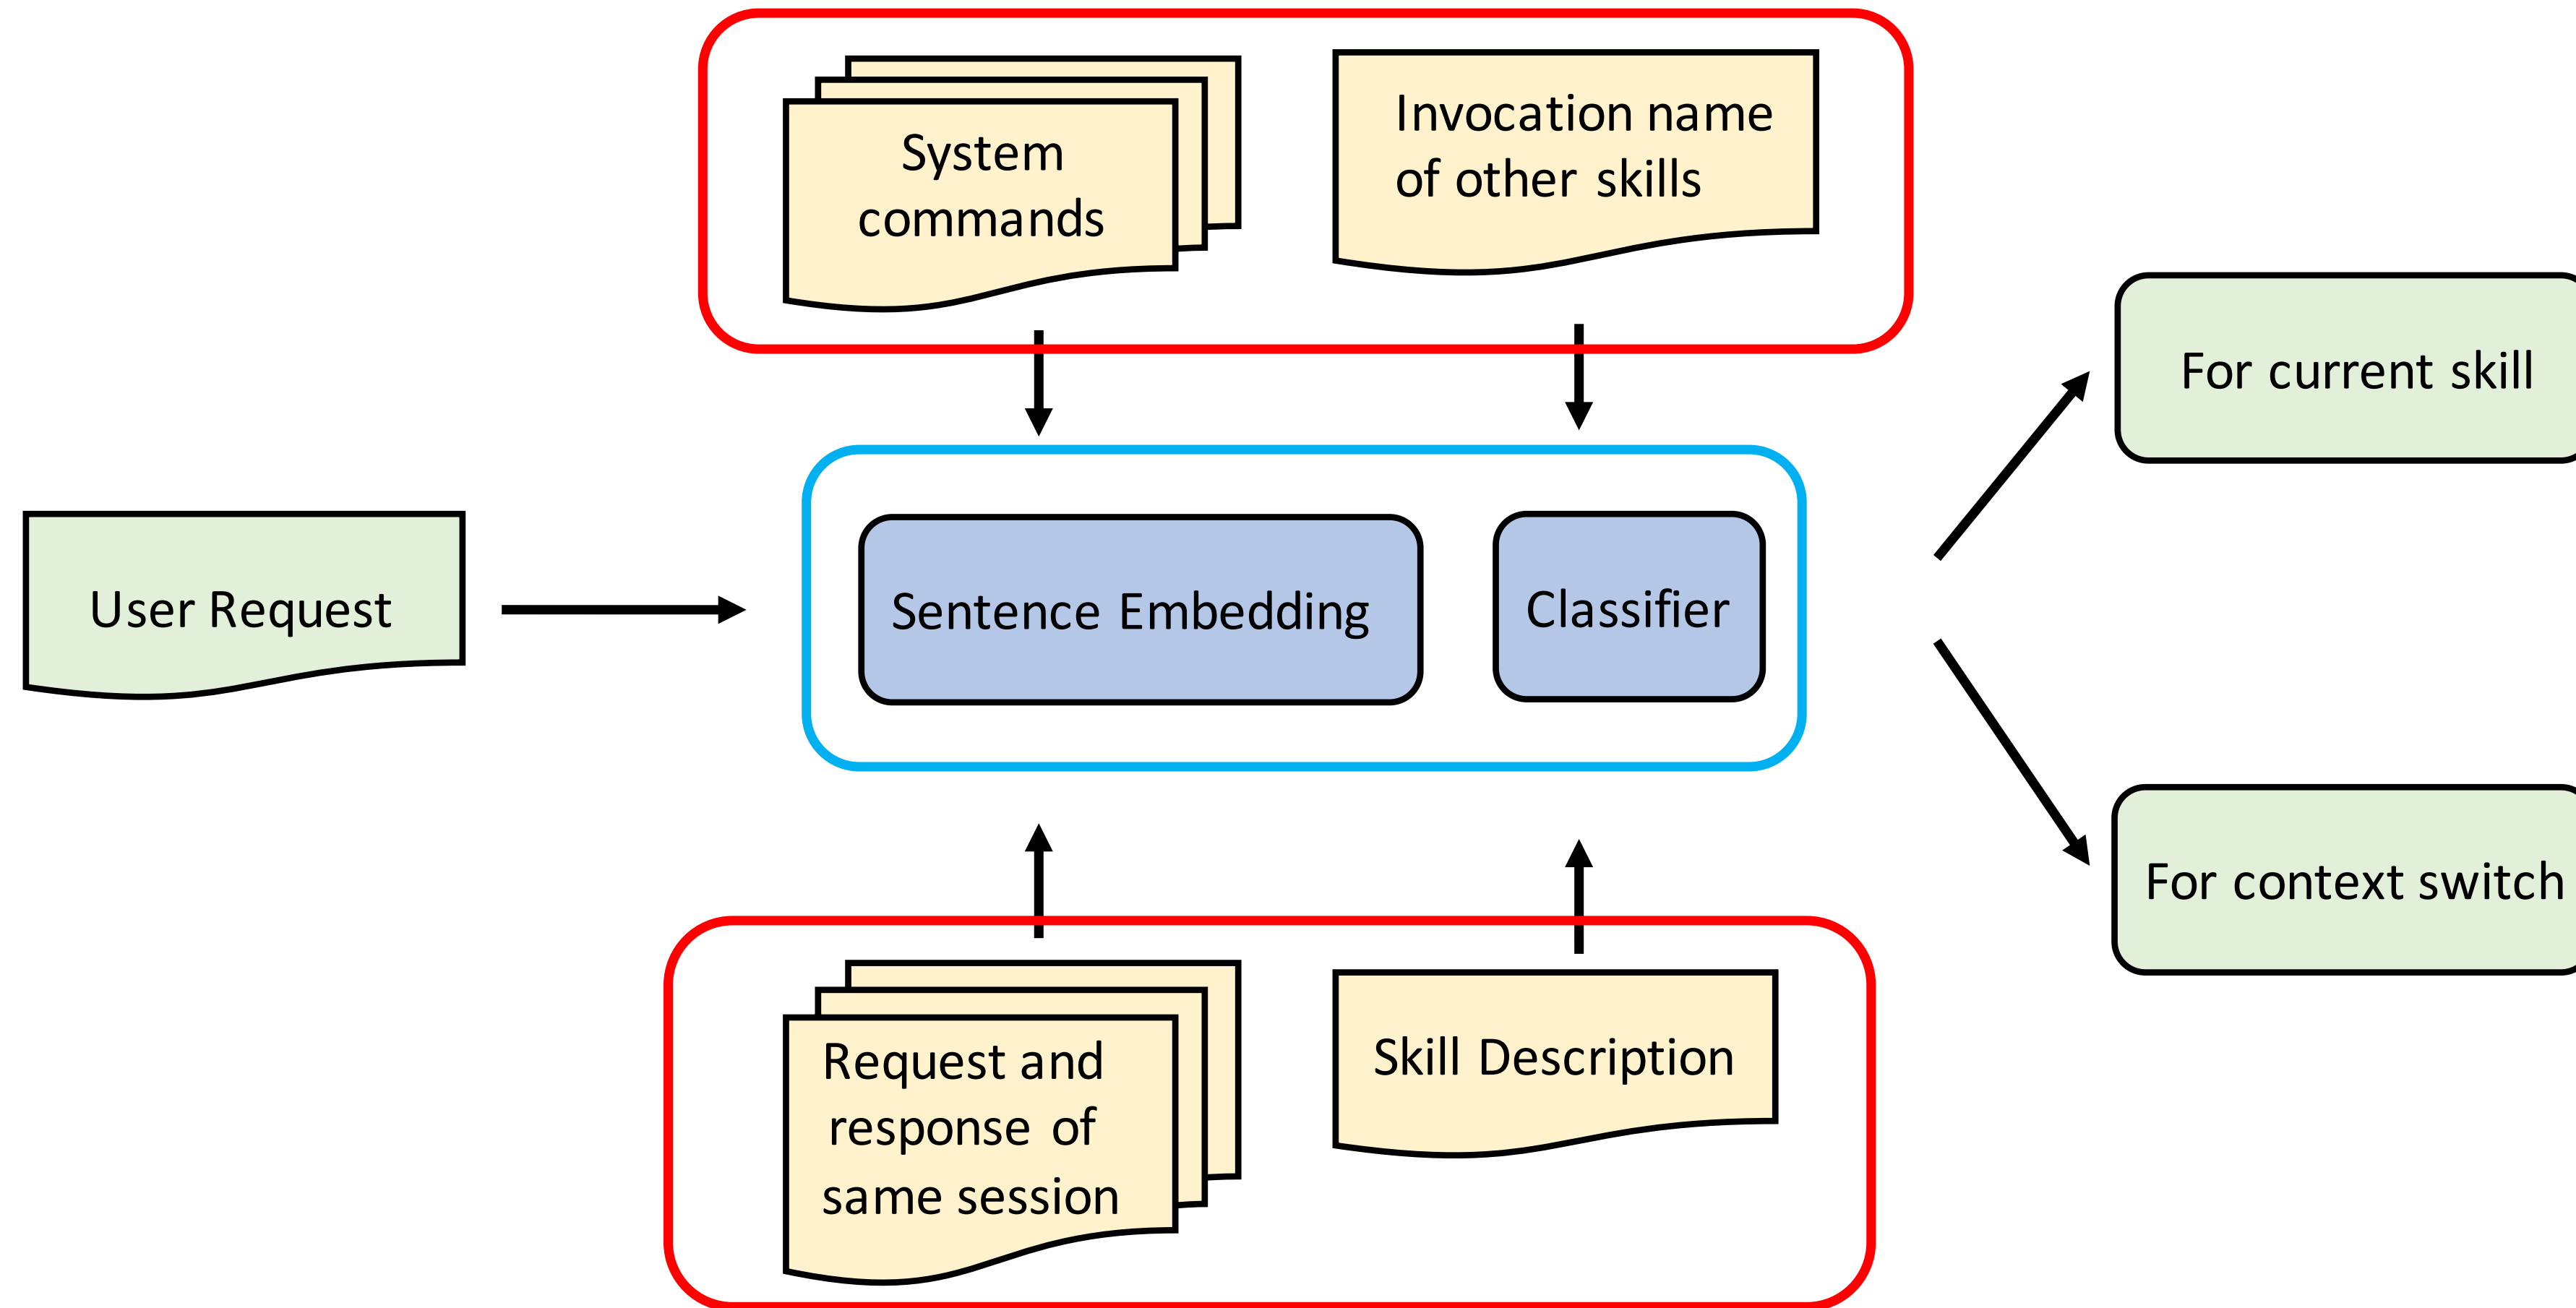 System
commands
Invocation name
of other skills
For current skill
User Request
Sentence Embedding
Classifier
For context switch
Request and
response of
same session
Skill Description